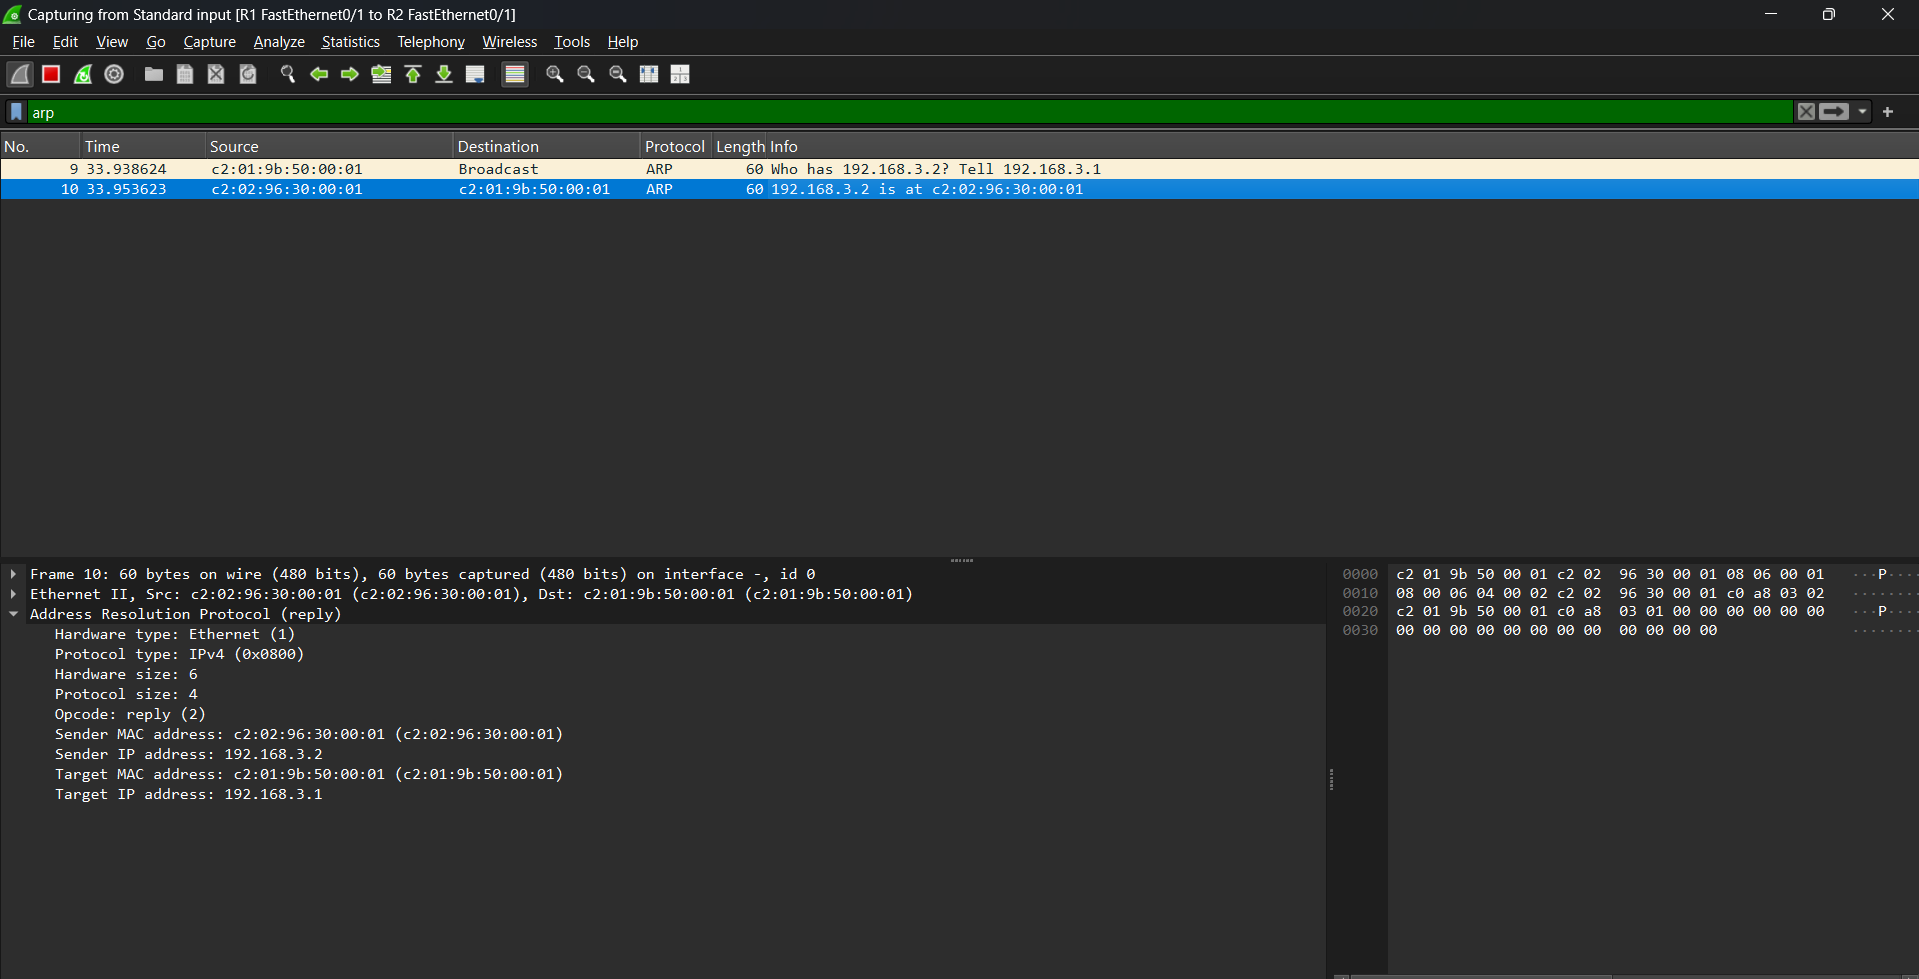 Capturing from Standard input [R1 FastEthernet0/1 to R2 FastEthernet0/1]
File Edit View Go Capture Analyze Statistics Telephony Wireless Tools Help
arp
No. Time Source Destination Protocol Length Info
9 33.938624 c2:01:9b:50:00:01 Broadcast ARP 60 Who has 192.168.3.2? Tell 192.168.3.1
10 33.953623 c2:02:96:30:00:01 c2:01:9b:50:00:01 ARP 60 192.168.3.2 is at c2:02:96:30:00:01
Frame 10: 60 bytes on wire (480 bits), 60 bytes captured (480 bits) on interface -, id 0
Ethernet II, Src: c2:02:96:30:00:01 (c2:02:96:30:00:01), Dst: c2:01:9b:50:00:01 (c2:01:9b:50:00:01)
Address Resolution Protocol (reply)
Hardware type: Ethernet (1)
Protocol type: IPv4 (0x0800)
Hardware size: 6
Protocol size: 4
Opcode: reply (2)
Sender MAC address: c2:02:96:30:00:01 (c2:02:96:30:00:01)
Sender IP address: 192.168.3.2
Target MAC address: c2:01:9b:50:00:01 (c2:01:9b:50:00:01)
Target IP address: 192.168.3.1
0000 c2 01 9b 50 00 01 c2 02 96 30 00 01 08 06 00 01 ···P····
0010 08 00 06 04 00 02 c2 02 96 30 00 01 c0 a8 03 02 ········
0020 c2 01 9b 50 00 01 c0 a8 03 01 00 00 00 00 00 00 ···P····
0030 00 00 00 00 00 00 00 00 00 00 00 00 ········